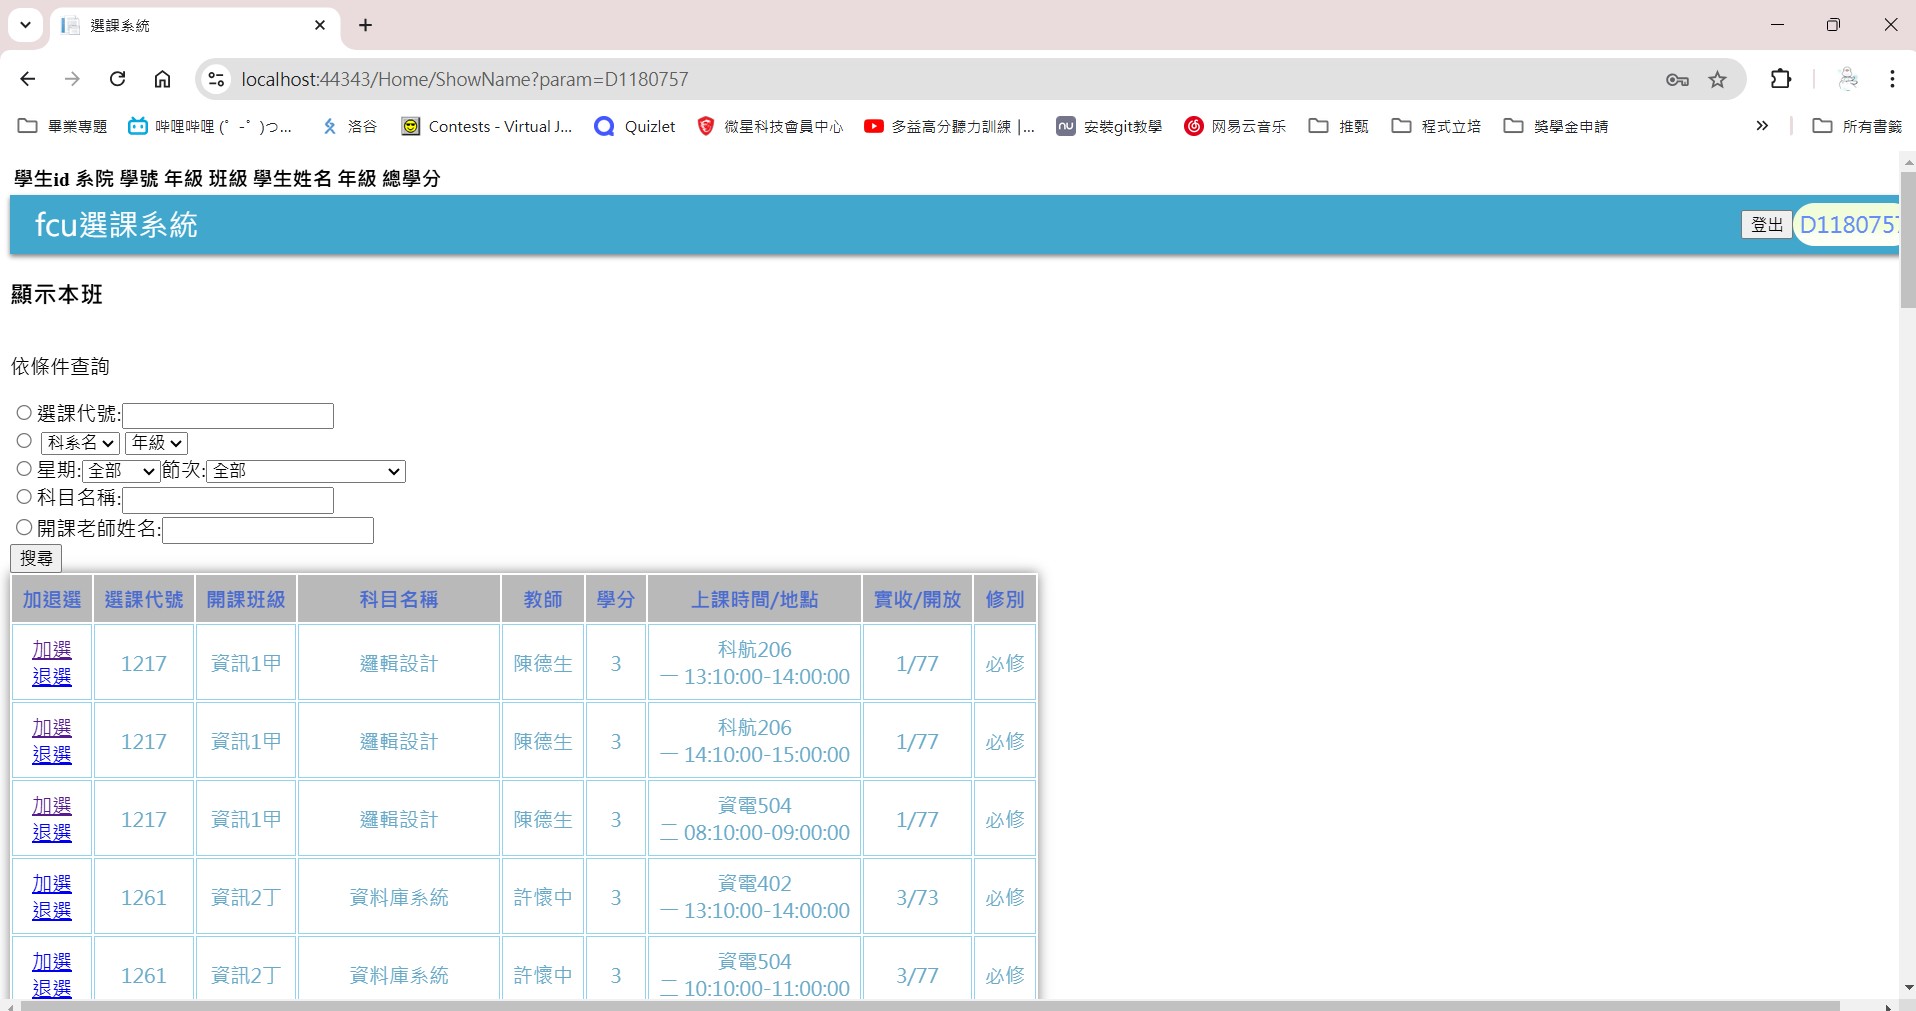 選課系統
localhost:44343/Home/ShowName?param=D1180757
畢業專題
哔哩哔哩 (゜-゜)つ...
洛谷
Contests - Virtual J...
Quizlet
微星科技會員中心
多益高分聽力訓練 |...
nu 安裝git教學
网易云音乐
推甄
程式立培
獎學金申請
所有書籤
學生id 系院 學號 年級 班級 學生姓名 年級 總學分
fcu選課系統
登出 D1180757
顯示本班
依條件查詢
選課代號:
科系名 年級
星期: 全部 節次: 全部
科目名稱:
開課老師姓名:
搜尋
加退選 選課代號 開課班級 科目名稱 教師 學分 上課時間/地點 實收/開放 修別
加選 退選 1217 資訊1甲 邏輯設計 陳德生 3 科航206 一 13:10:00-14:00:00 1/77 必修
加選 退選 1217 資訊1甲 邏輯設計 陳德生 3 科航206 一 14:10:00-15:00:00 1/77 必修
加選 退選 1217 資訊1甲 邏輯設計 陳德生 3 資電504 二 08:10:00-09:00:00 1/77 必修
加選 退選 1261 資訊2丁 資料庫系統 許懷中 3 資電402 一 13:10:00-14:00:00 3/73 必修
加選 退選 1261 資訊2丁 資料庫系統 許懷中 3 資電504 二 10:10:00-11:00:00 3/77 必修